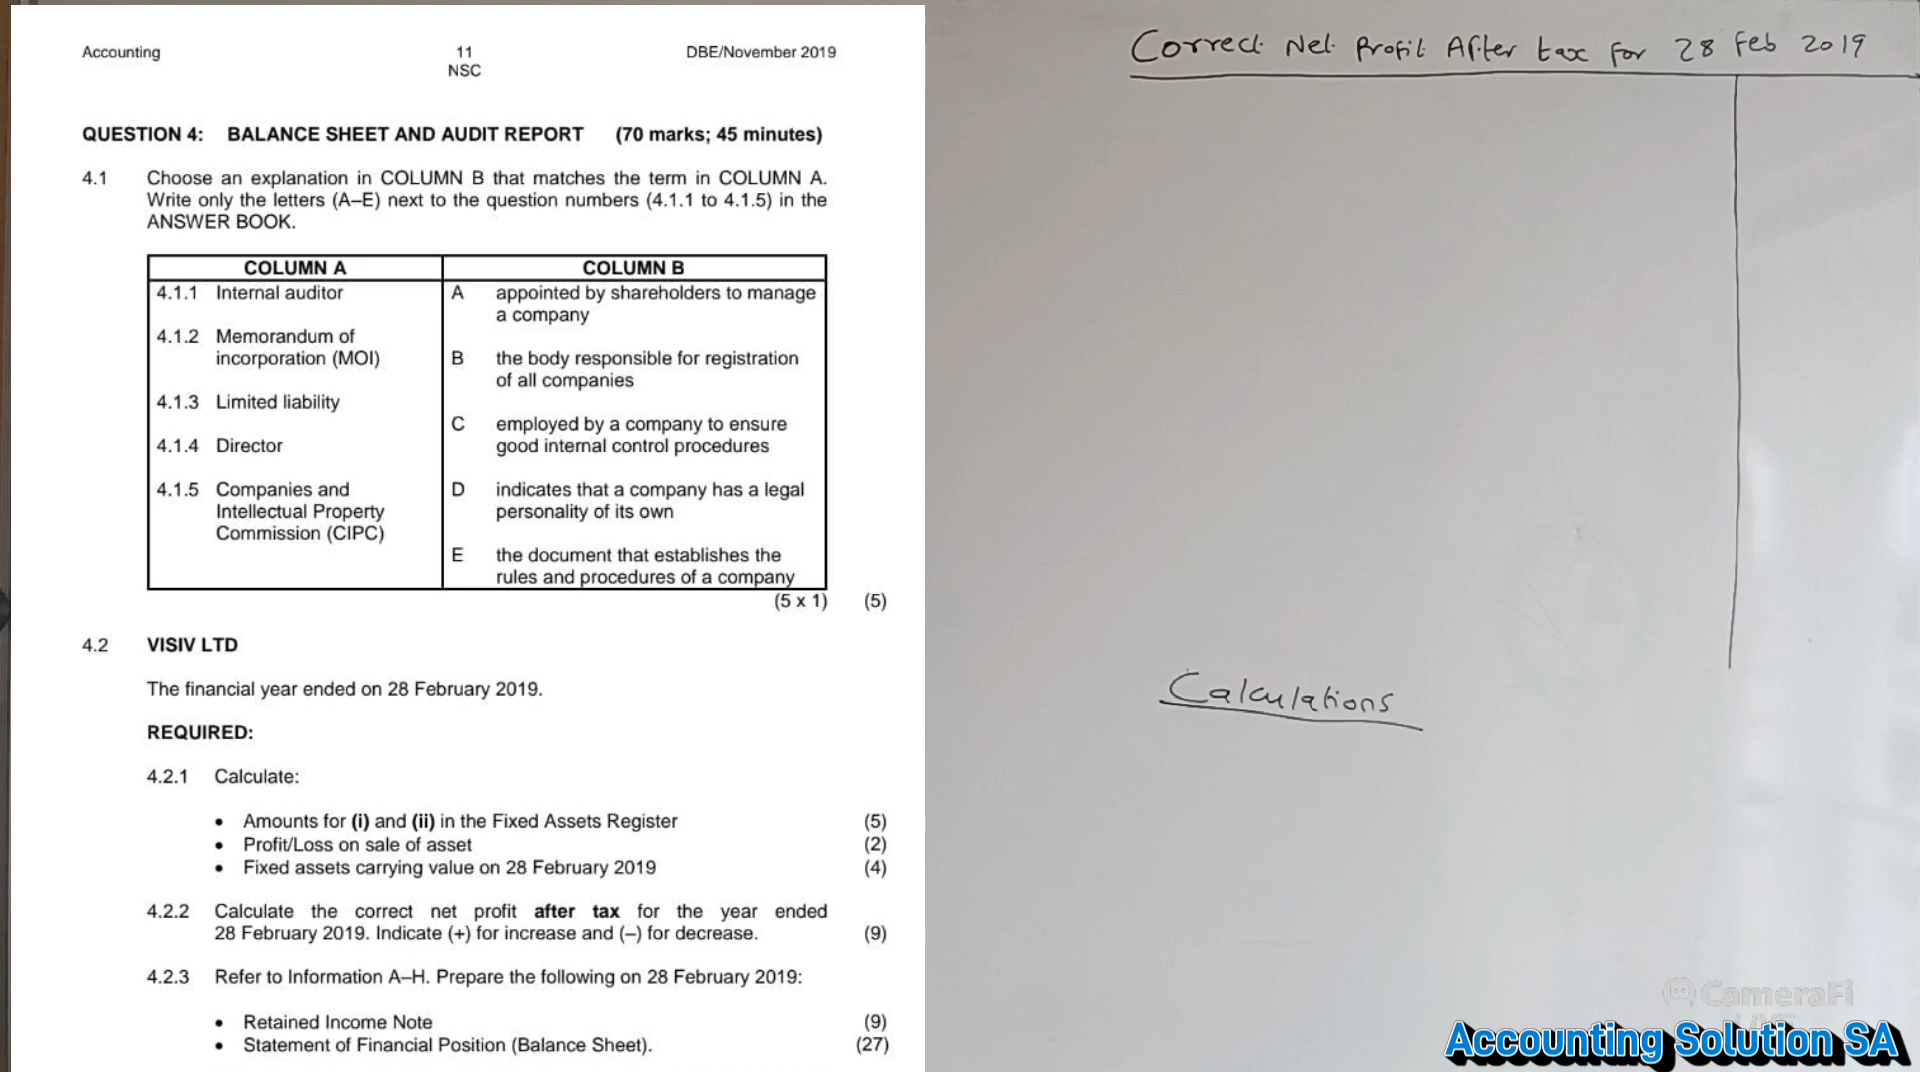 Accounting 11 DBE/November 2019
NSC
QUESTION 4: BALANCE SHEET AND AUDIT REPORT (70 marks; 45 minutes)
4.1 Choose an explanation in COLUMN B that matches the term in COLUMN A.
Write only the letters (A–E) next to the question numbers (4.1.1 to 4.1.5) in the
ANSWER BOOK.
COLUMN A
4.1.1 Internal auditor
4.1.2 Memorandum of
incorporation (MOI)
4.1.3 Limited liability
4.1.4 Director
4.1.5 Companies and
Intellectual Property
Commission (CIPC)
COLUMN B
A appointed by shareholders to manage
a company
B the body responsible for registration
of all companies
C employed by a company to ensure
good internal control procedures
D indicates that a company has a legal
personality of its own
E the document that establishes the
rules and procedures of a company
(5 x 1) (5)
4.2 VISIV LTD
The financial year ended on 28 February 2019.
REQUIRED:
4.2.1 Calculate:
• Amounts for (i) and (ii) in the Fixed Assets Register (5)
• Profit/Loss on sale of asset (2)
• Fixed assets carrying value on 28 February 2019 (4)
4.2.2 Calculate the correct net profit after tax for the year ended
28 February 2019. Indicate (+) for increase and (–) for decrease. (9)
4.2.3 Refer to Information A–H. Prepare the following on 28 February 2019:
• Retained Income Note (9)
• Statement of Financial Position (Balance Sheet). (27)
Correct Net Profit After tax for 28 Feb 2019
Calculations
CameraFi
LIVE
Accounting Solution SA